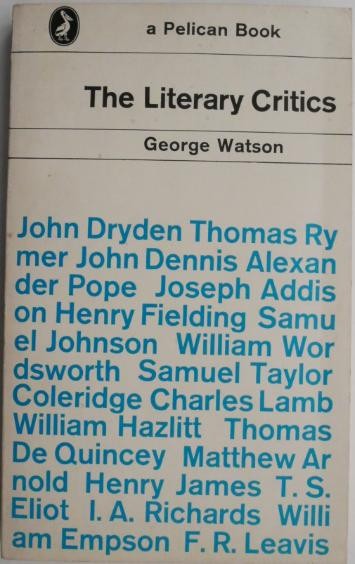 a Pelican Book
The Literary Critics
George Watson
John Dryden Thomas Ry
mer John Dennis Alexan
der Pope Joseph Addis
on Henry Fielding Samu
el Johnson William Wor
dsworth Samuel Taylor
Coleridge Charles Lamb
William Hazlitt Thomas
De Quincey Matthew Ar
nold Henry James T. S.
Eliot I. A. Richards Willi
am Empson F. R. Leavis